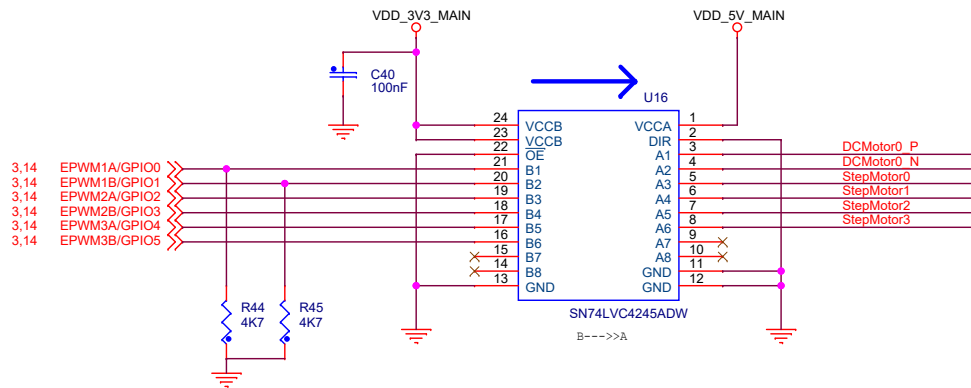 VDD_3V3_MAIN
VDD_5V_MAIN
C40
100nF
U16
24 VCCB VCCA 1
23 VCCB DIR 2
22 OE A1 3 DCMotor0_P
3,14 EPWM1A/GPIO0 21 B1 A2 4 DCMotor0_N
3,14 EPWM1B/GPIO1 20 B2 A3 5 StepMotor0
3,14 EPWM2A/GPIO2 19 B3 A4 6 StepMotor1
3,14 EPWM2B/GPIO3 18 B4 A5 7 StepMotor2
3,14 EPWM3A/GPIO4 17 B5 A6 8 StepMotor3
3,14 EPWM3B/GPIO5 16 B6 A7 9
15 B7 A8 10
14 B8 GND 11
13 GND GND 12
R44
4K7
R45
4K7
SN74LVC4245ADW
B--->>A